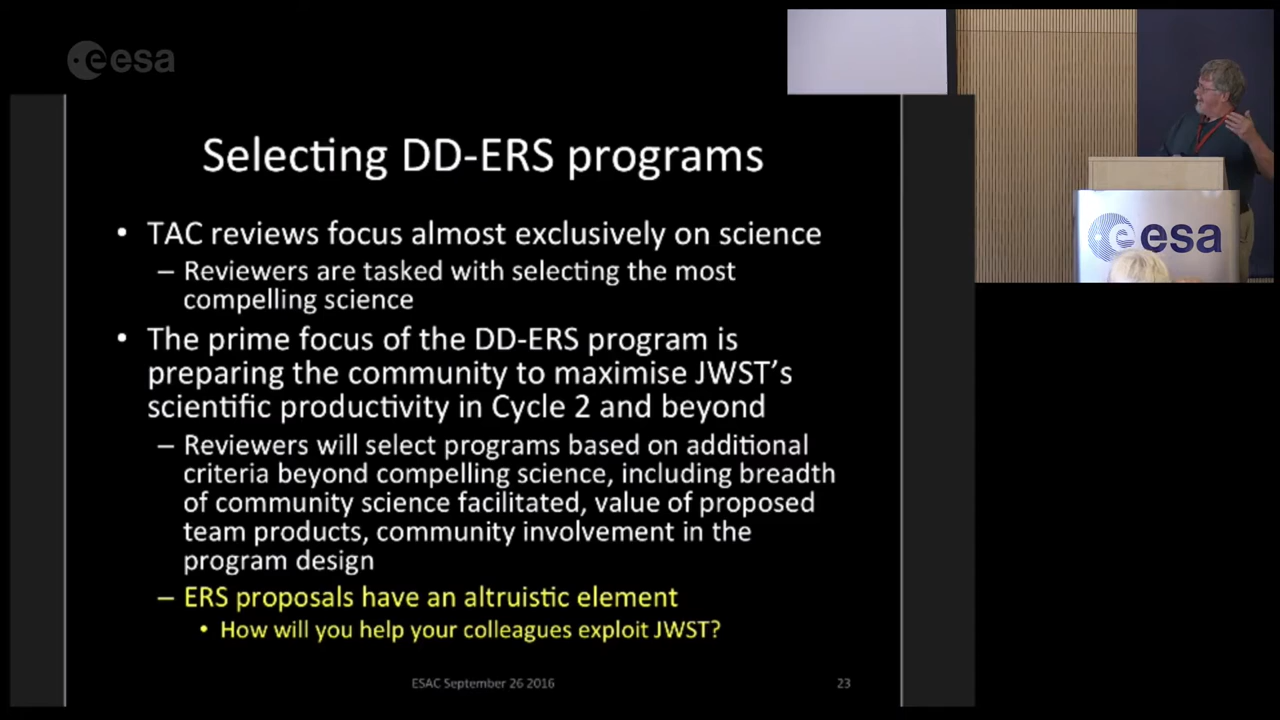 esa
Selecting DD-ERS programs
• TAC reviews focus almost exclusively on science
– Reviewers are tasked with selecting the most
compelling science
• The prime focus of the DD-ERS program is
preparing the community to maximise JWST's
scientific productivity in Cycle 2 and beyond
– Reviewers will select programs based on additional
criteria beyond compelling science, including breadth
of community science facilitated, value of proposed
team products, community involvement in the
program design
– ERS proposals have an altruistic element
• How will you help your colleagues exploit JWST?
ESAC September 26 2016
23
esa